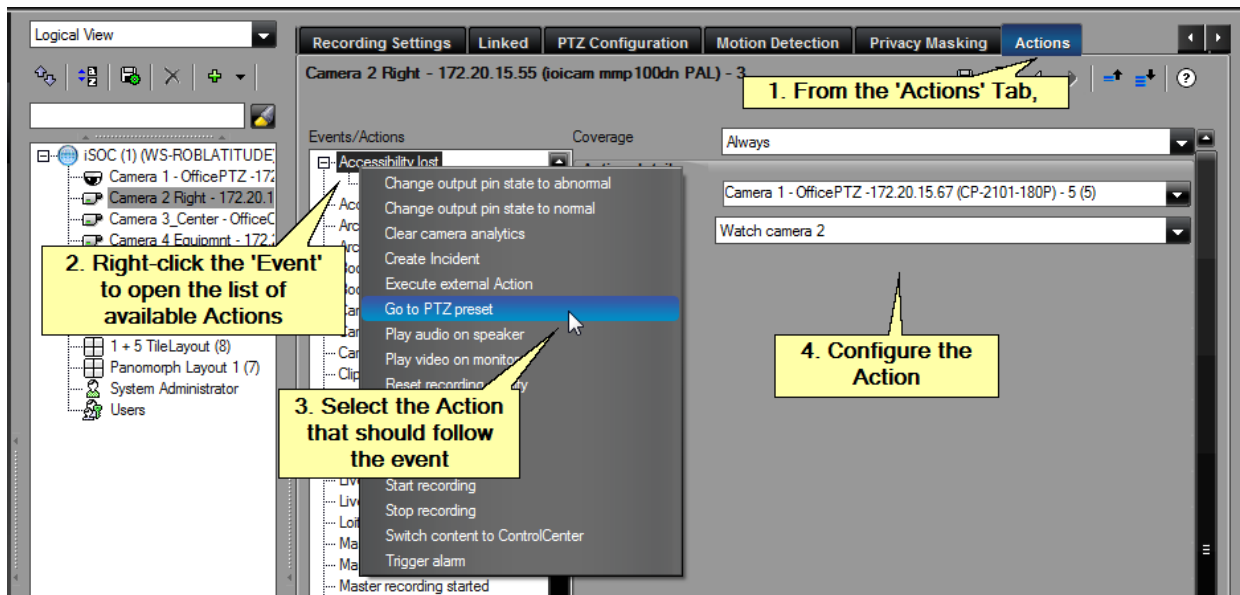 Logical View
Recording Settings
Linked
PTZ Configuration
Motion Detection
Privacy Masking
Actions
Camera 2 Right - 172.20.15.55 (ioicam mmp100dn PAL) - 3
1. From the 'Actions' Tab,
Events/Actions
Coverage
Always
iSOC (1) (WS-ROBLATITUDE
Camera 1 - OfficePTZ -172
Camera 2 Right - 172.20.1
Camera 3_Center - OfficeC
Camera 4 Equipmnt - 172.
2. Right-click the 'Event'
to open the list of
available Actions
1 + 5 TileLayout (8)
Panomorph Layout 1 (7)
System Administrator
Users
Accessibility lost
Change output pin state to abnormal
Change output pin state to normal
Clear camera analytics
Create Incident
Execute external Action
Go to PTZ preset
Play audio on speaker
Play video on monitor
3. Select the Action
that should follow
the event
Start recording
Stop recording
Switch content to ControlCenter
Trigger alarm
Master recording started
Camera 1 - OfficePTZ -172.20.15.67 (CP-2101-180P) - 5 (5)
Watch camera 2
4. Configure the
Action